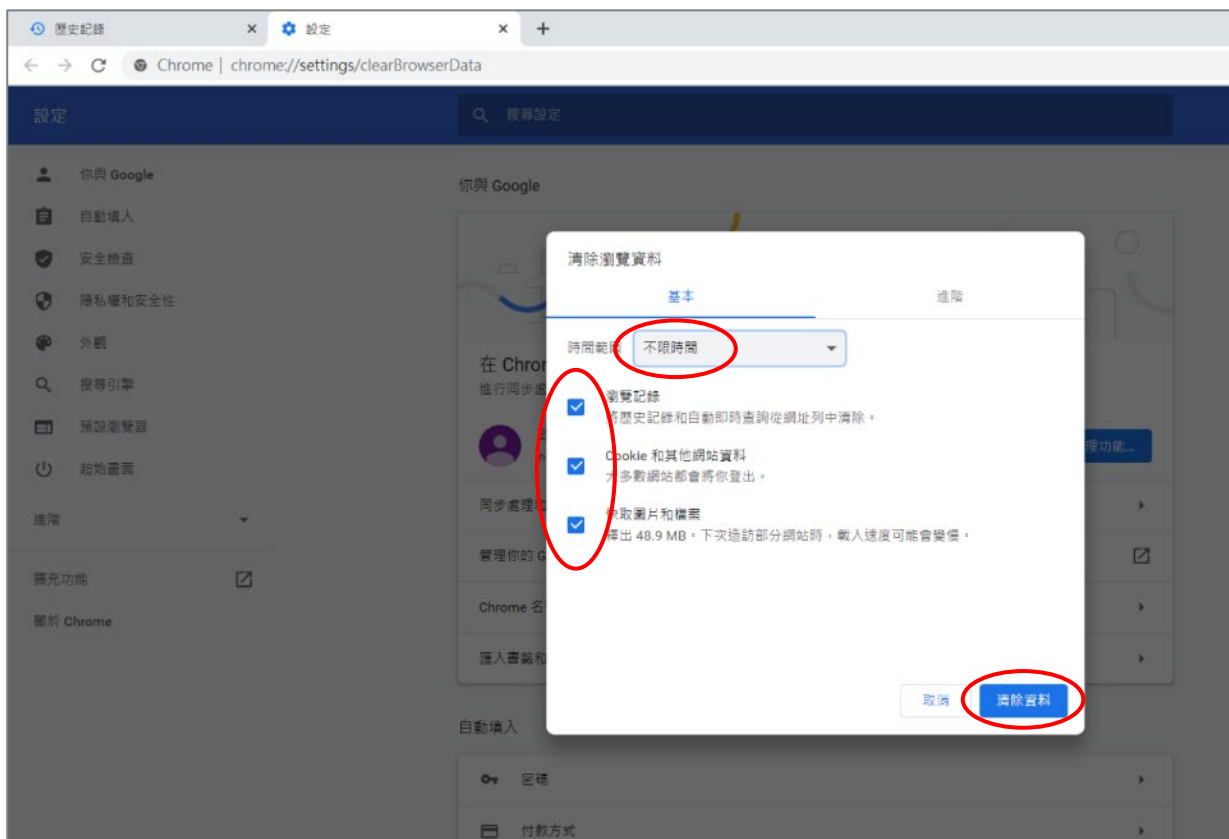 歷史記錄
設定
Chrome | chrome://settings/clearBrowserData
設定
搜尋設定
你與 Google
自動填入
安全檢查
隱私權和安全性
外觀
搜尋引擎
預設瀏覽器
起始畫面
進階
擴充功能
關於 Chrome
你與 Google
在 Chrom
進行同步處
理功能...
同步處理
管理你的 G
Chrome 名
匯入書籤和
自動填入
密碼
付款方式
清除瀏覽資料
基本
進階
時間範圍
不限時間
瀏覽記錄
將歷史記錄和自動即時查詢從網址列中清除。
Cookie 和其他網站資料
大多數網站都會將你登出。
快取圖片和檔案
釋出 48.9 MB。下次造訪部分網站時,載入速度可能會變慢。
取消
清除資料